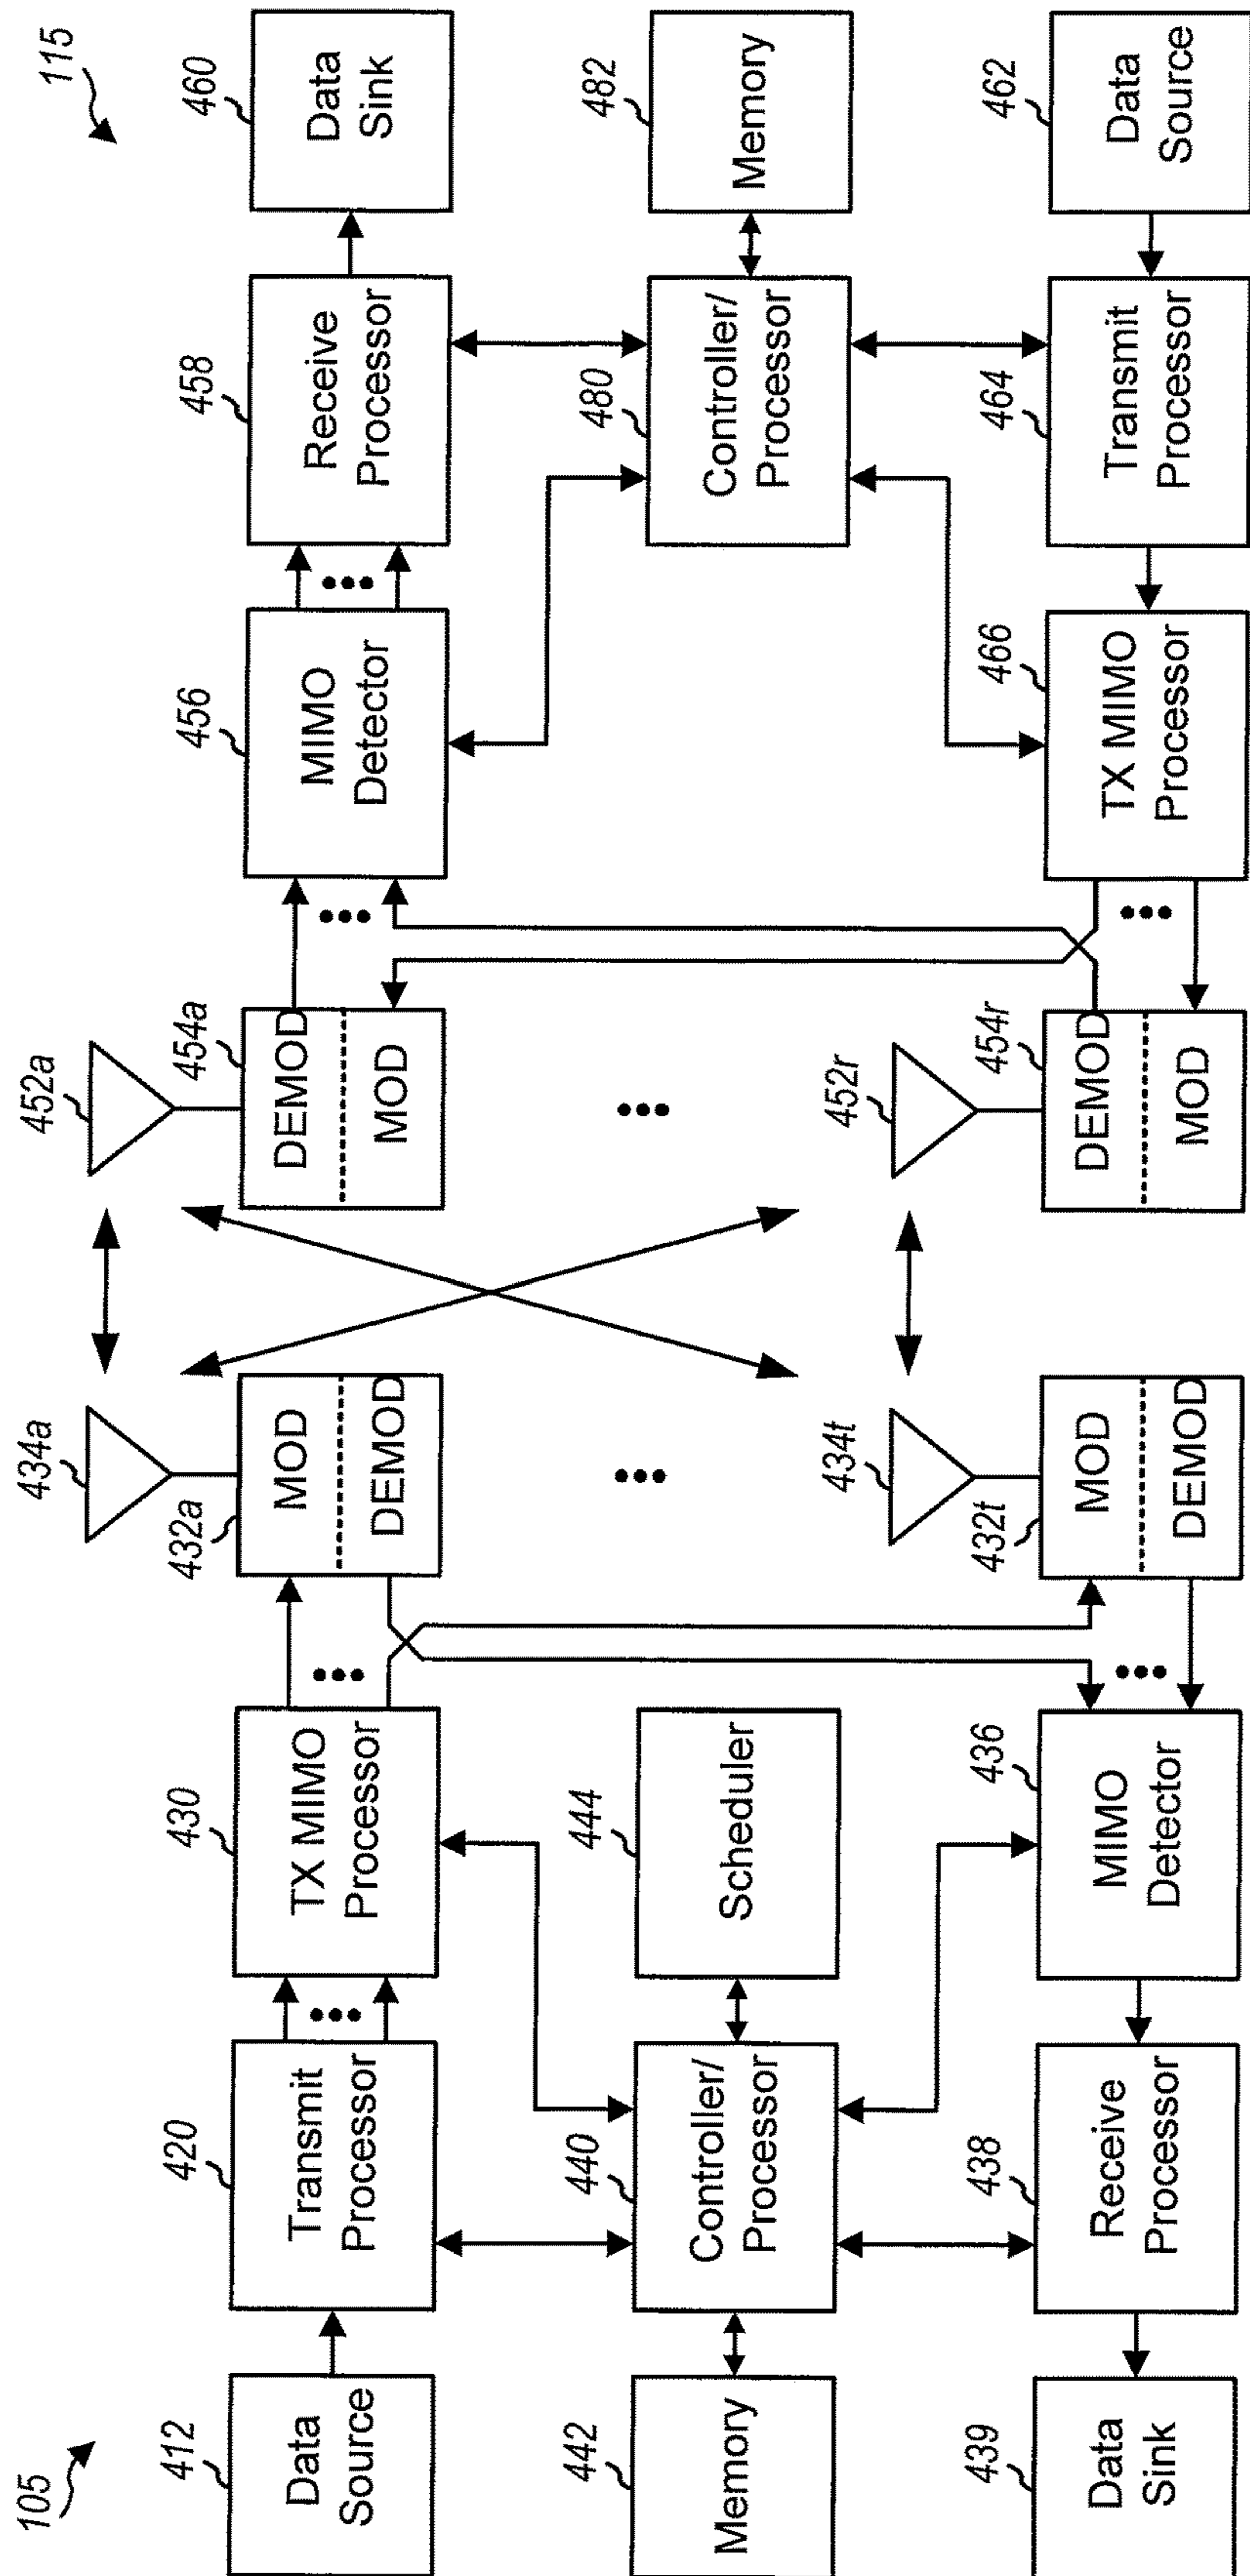 105
115
412
420
430
432a
434a
452a
454a
456
458
460
Data
Source
Transmit
Processor
TX MIMO
Processor
MOD
DEMOD
DEMOD
MOD
MIMO
Detector
Receive
Processor
Data
Sink
442
440
444
480
482
Memory
Controller/
Processor
Scheduler
Controller/
Processor
Memory
439
438
436
432t
434t
452r
454r
466
464
462
Data
Sink
Receive
Processor
MIMO
Detector
MOD
DEMOD
DEMOD
MOD
TX MIMO
Processor
Transmit
Processor
Data
Source